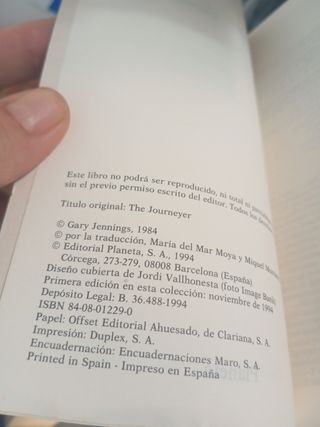 Este libro no podrá ser reproducido, ni total ni
sin el previo permiso escrito del editor. Todos los
Título original: The Journeyer
© Gary Jennings, 1984
© por la traducción, María del Mar Moya y Miquel
© Editorial Planeta, S. A., 1994
Córcega, 273-279, 08008 Barcelona (España)
Diseño cubierta de Jordi Vallhonesta (foto Image Bank)
Primera edición en esta colección: noviembre de 1994
Depósito Legal: B. 36.488-1994
ISBN 84-08-01229-0
Papel: Offset Editorial Ahuesado, de Clariana, S. A.
Impresión: Duplex, S. A.
Encuadernación: Encuadernaciones Maro, S. A.
Printed in Spain - Impreso en España